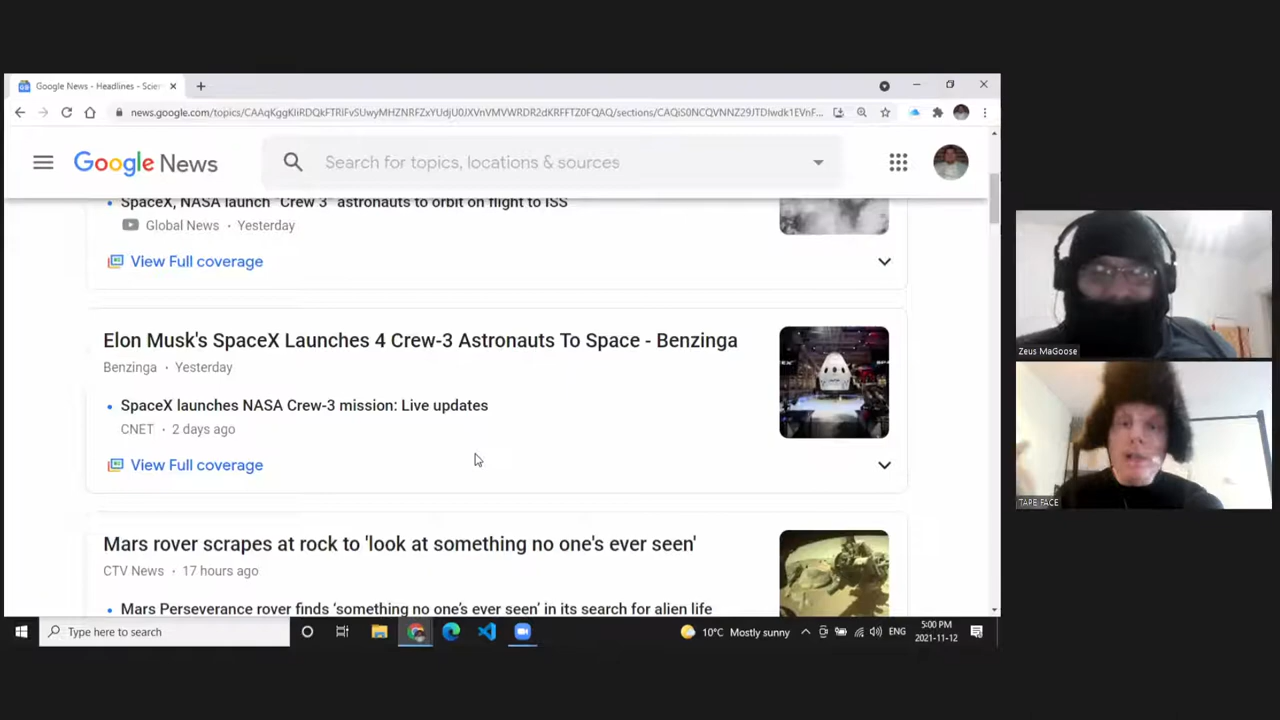 Google News - Headlines - Scien
news.google.com/topics/CAAqKggKIiRDQkFTRlFvSUwyMHZNRFZxYUdjU0JXVnVMVWRDR2dKRFFTZ0FQAQ/sections/CAQiS0NCQVNNZ29JTDIwdk1EVnF...
Google News
Search for topics, locations & sources
SpaceX, NASA launch "Crew 3" astronauts to orbit on flight to ISS
Global News · Yesterday
View Full coverage
Elon Musk's SpaceX Launches 4 Crew-3 Astronauts To Space - Benzinga
Benzinga · Yesterday
SpaceX launches NASA Crew-3 mission: Live updates
CNET · 2 days ago
View Full coverage
Mars rover scrapes at rock to 'look at something no one's ever seen'
CTV News · 17 hours ago
Mars Perseverance rover finds 'something no one's ever seen' in its search for alien life
Zeus MaGoose
TAPE FACE
Type here to search
10°C Mostly sunny
ENG
5:00 PM
2021-11-12